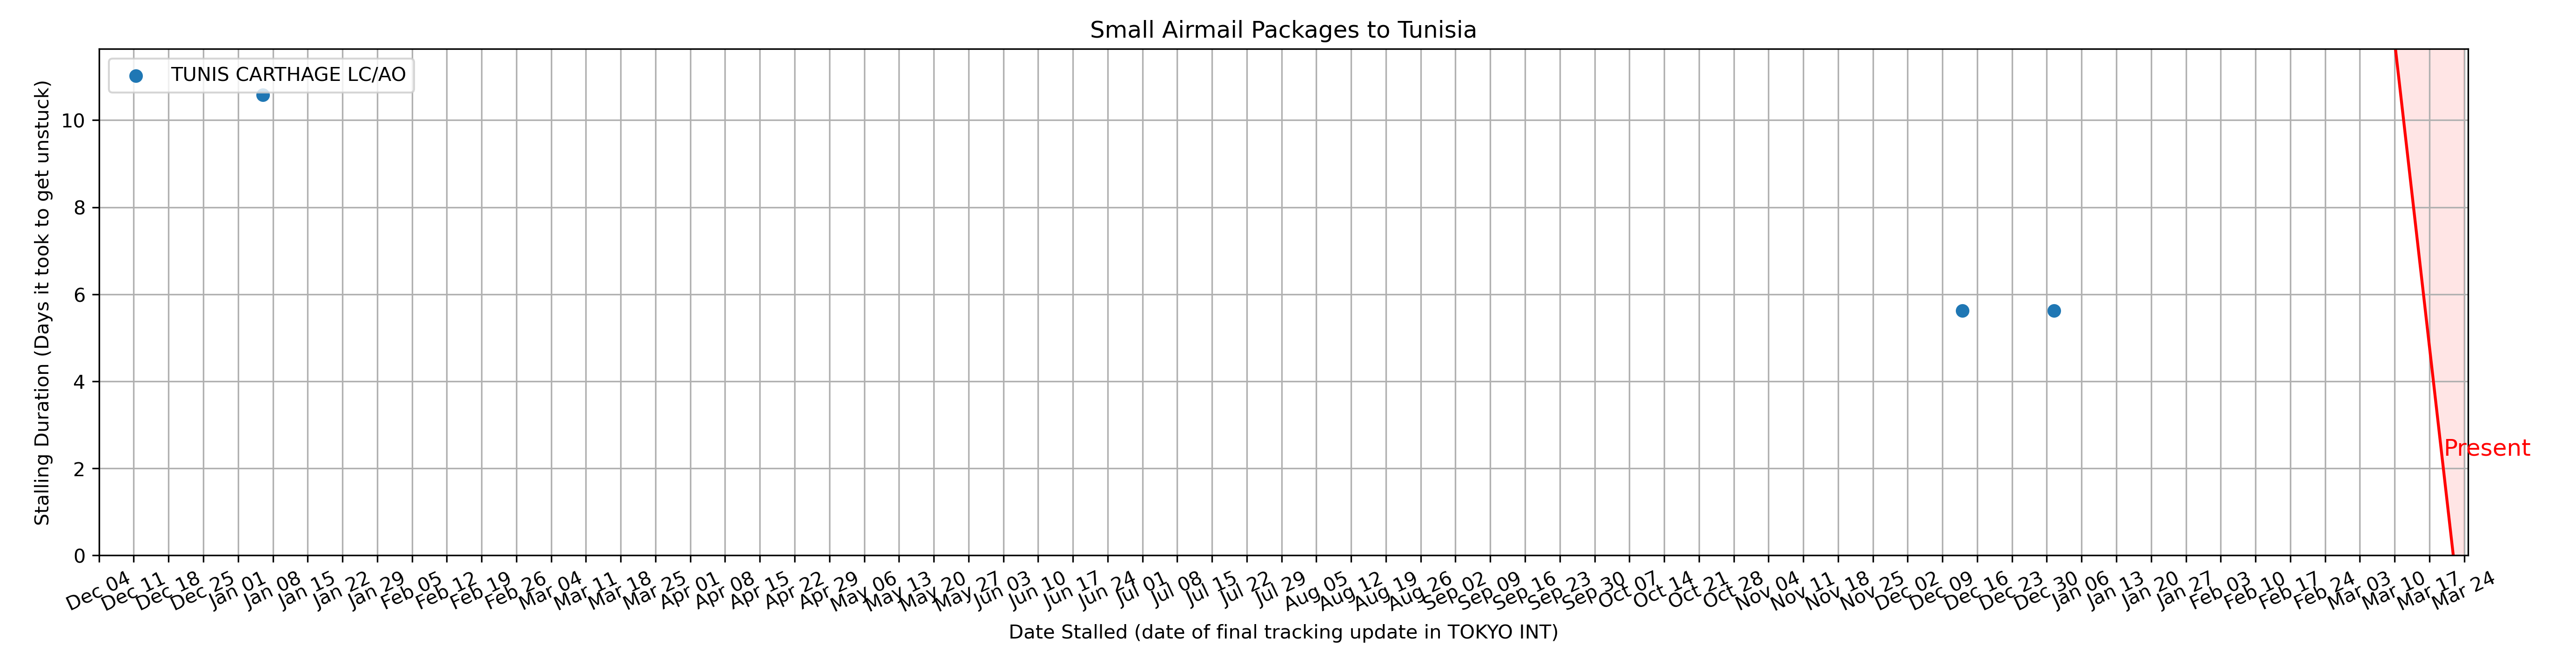 Small Airmail Packages to Tunisia
TUNIS CARTHAGE LC/AO
Stalling Duration (Days it took to get unstuck)
10
8
6
4
2
0
Present
Dec 04
Dec 11
Dec 18
Dec 25
Jan 01
Jan 08
Jan 15
Jan 22
Jan 29
Feb 05
Feb 12
Feb 19
Feb 26
Mar 04
Mar 11
Mar 18
Mar 25
Apr 01
Apr 08
Apr 15
Apr 22
Apr 29
May 06
May 13
May 20
May 27
Jun 03
Jun 10
Jun 17
Jun 24
Jul 01
Jul 08
Jul 15
Jul 22
Jul 29
Aug 05
Aug 12
Aug 19
Aug 26
Sep 02
Sep 09
Sep 16
Sep 23
Sep 30
Oct 07
Oct 14
Oct 21
Oct 28
Nov 04
Nov 11
Nov 18
Nov 25
Dec 02
Dec 09
Dec 16
Dec 23
Dec 30
Jan 06
Jan 13
Jan 20
Jan 27
Feb 03
Feb 10
Feb 17
Feb 24
Mar 03
Mar 10
Mar 17
Mar 24
Date Stalled (date of final tracking update in TOKYO INT)